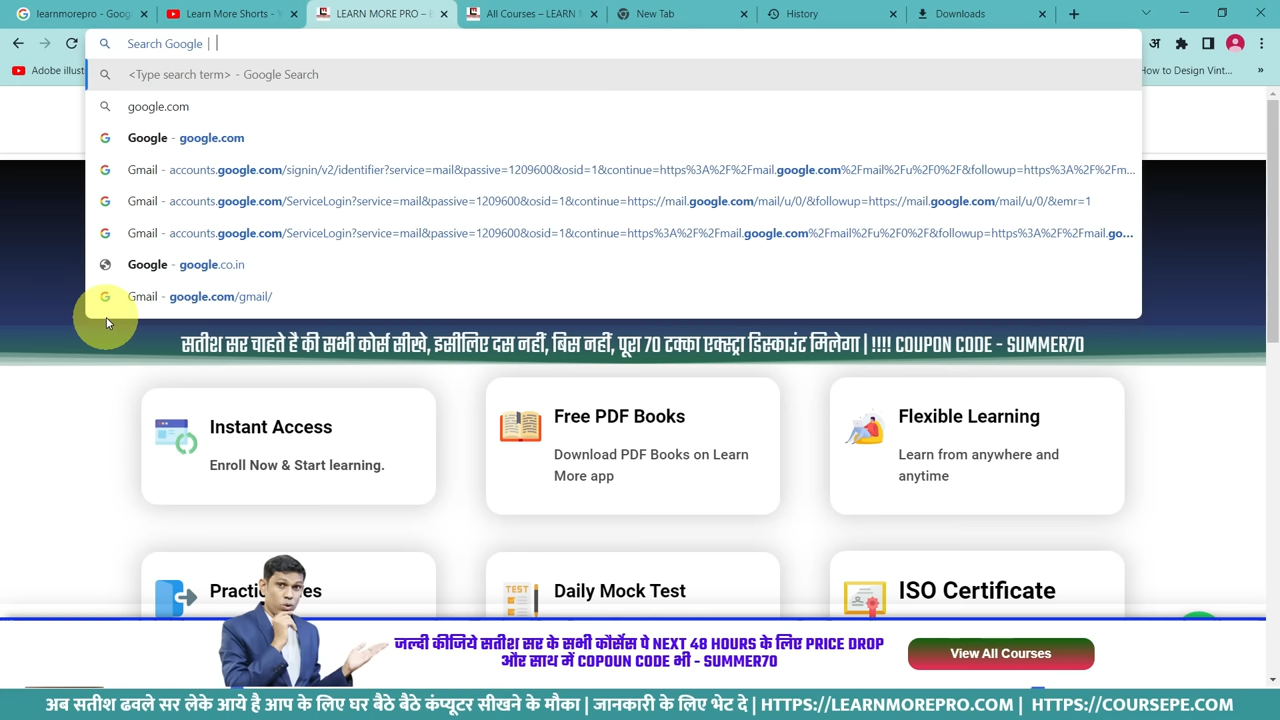 learnmorepro - Goog
Learn More Shorts - Y
LEARN MORE PRO – E
All Courses – LEARN M
New Tab
History
Downloads
Search Google |
अ
Adobe illust
<Type search term> - Google Search
How to Design Vint...
»
google.com
Google - google.com
Gmail - accounts.google.com/signin/v2/identifier?service=mail&passive=1209600&osid=1&continue=https%3A%2F%2Fmail.google.com%2Fmail%2Fu%2F0%2F&followup=https%3A%2F%2Fm...
Gmail - accounts.google.com/ServiceLogin?service=mail&passive=1209600&osid=1&continue=https://mail.google.com/mail/u/0/&followup=https://mail.google.com/mail/u/0/&emr=1
Gmail - accounts.google.com/ServiceLogin?service=mail&passive=1209600&osid=1&continue=https%3A%2F%2Fmail.google.com%2Fmail%2Fu%2F0%2F&followup=https%3A%2F%2Fmail.go...
Google - google.co.in
Gmail - google.com/gmail/
सतीश सर चाहते है की सभी कोर्स सीखे, इसीलिए दस नहीं, बिस नहीं, पूरा 70 टक्का एक्स्ट्रा डिस्काउंट मिलेगा | !!!! COUPON CODE - SUMMER70
Instant Access
Enroll Now & Start learning.
Free PDF Books
Download PDF Books on Learn
More app
Flexible Learning
Learn from anywhere and
anytime
Daily Mock Test
TEST
ISO Certificate
जल्दी कीजिये सतीश सर के सभी कौर्सेस पे NEXT 48 HOURS के लिए PRICE DROP
और साथ में COPOUN CODE भी - SUMMER70
View All Courses
अब सतीश ढवले सर लेके आये है आप के लिए घर बैठे बैठे कंप्यूटर सीखने के मौका | जानकारी के लिए भेट दे | HTTPS://LEARNMOREPRO.COM | HTTPS://COURSEPE.COM